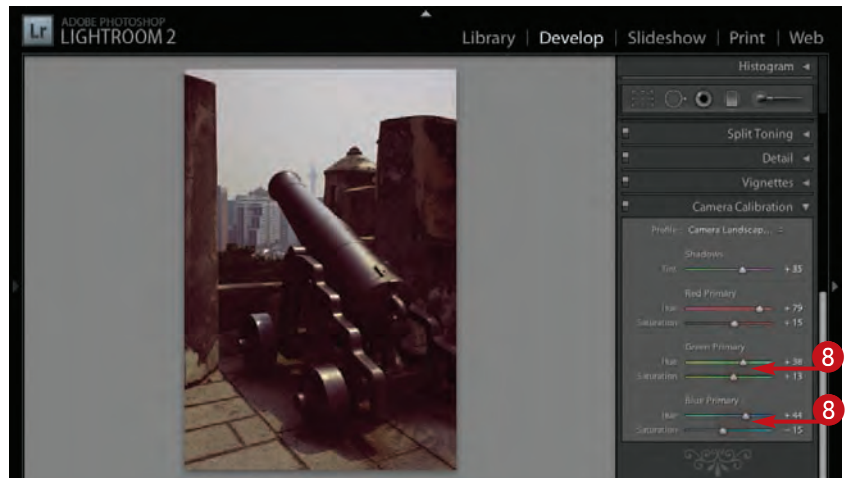 Lr
ADOBE PHOTOSHOP
LIGHTROOM 2
Library | Develop | Slideshow | Print | Web
Histogram
Split Toning
Detail
Vignettes
Camera Calibration
Profile: Camera Landscap...
Shadows
Tint + 35
Red Primary
Hue + 79
Saturation + 15
Green Primary
Hue + 38
8
Saturation + 13
Blue Primary
Hue + 44
8
Saturation - 15